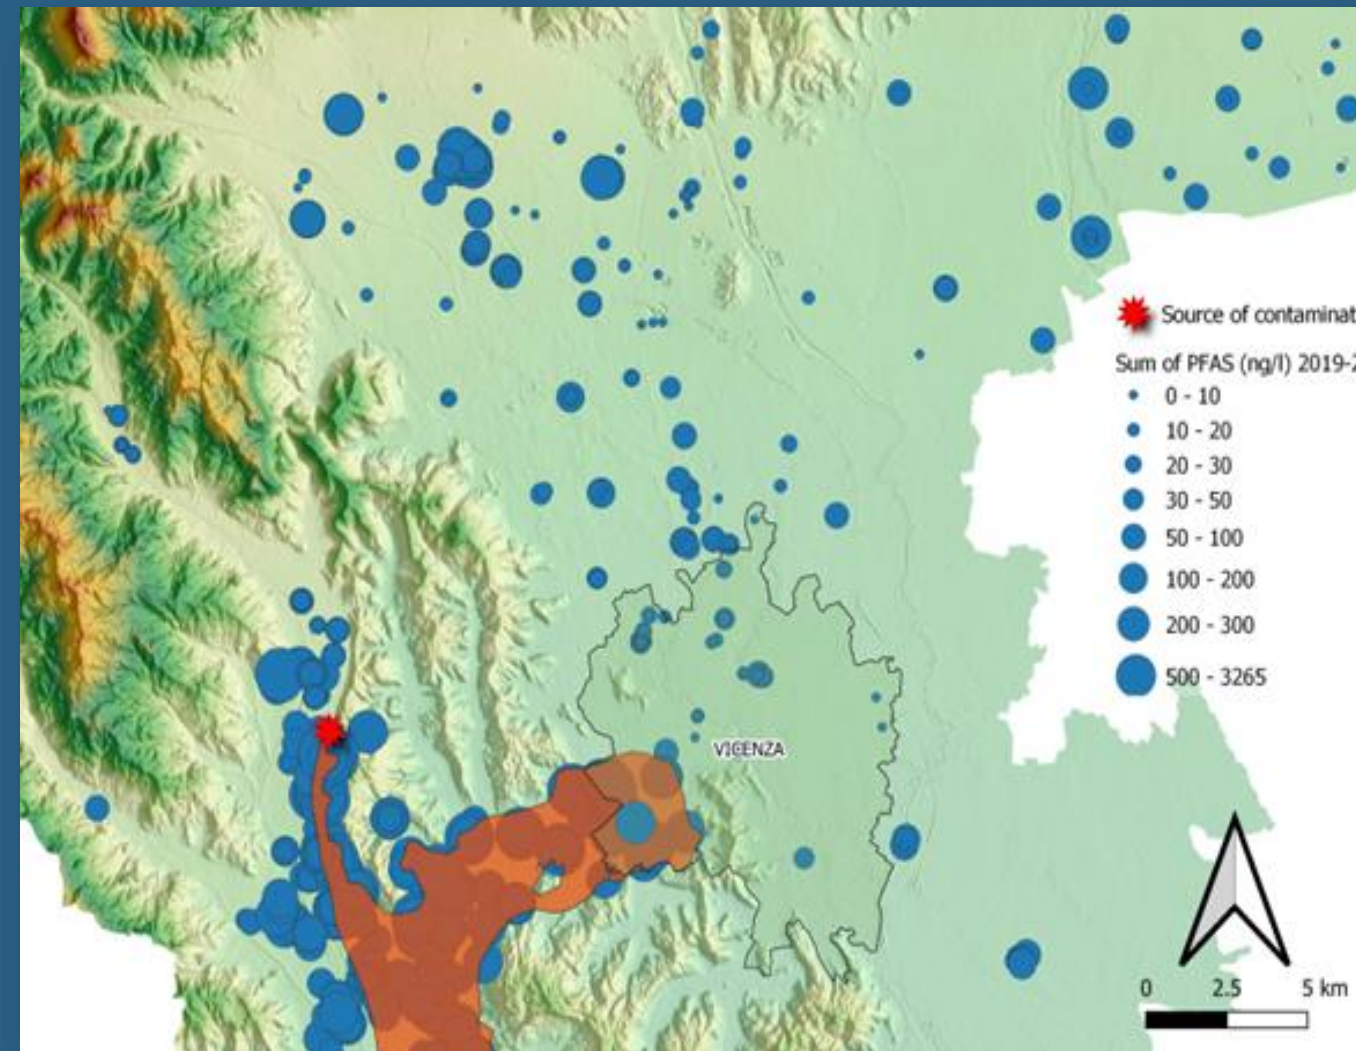 Source of contaminat
Sum of PFAS (ng/l) 2019-2
0 - 10
10 - 20
20 - 30
30 - 50
50 - 100
100 - 200
200 - 300
500 - 3265
VICENZA
0 2.5 5 km